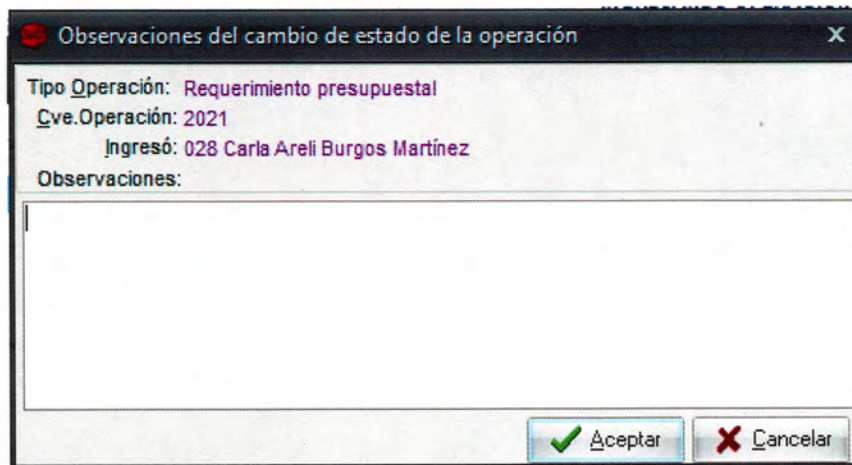 Observaciones del cambio de estado de la operación
Tipo Operación: Requerimiento presupuestal
Cve.Operación: 2021
Ingresó: 028 Carla Areli Burgos Martínez
Observaciones:
Aceptar Cancelar